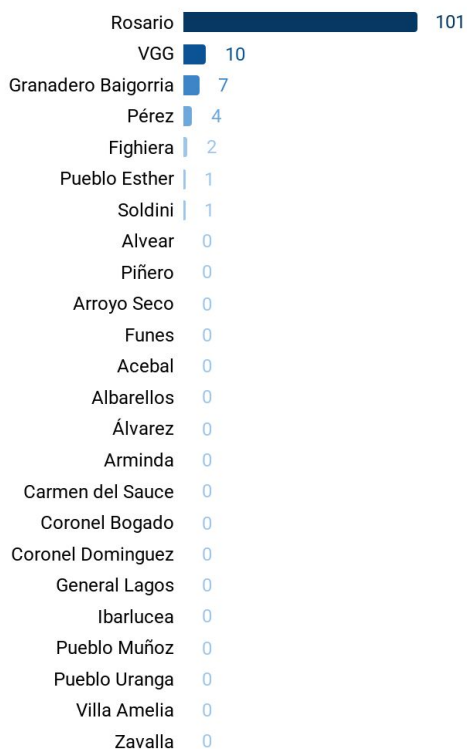 Rosario 101
VGG 10
Granadero Baigorria 7
Pérez 4
Fighiera 2
Pueblo Esther 1
Soldini 1
Alvear 0
Piñero 0
Arroyo Seco 0
Funes 0
Acebal 0
Albarellos 0
Álvarez 0
Arminda 0
Carmen del Sauce 0
Coronel Bogado 0
Coronel Dominguez 0
General Lagos 0
Ibarlucea 0
Pueblo Muñoz 0
Pueblo Uranga 0
Villa Amelia 0
Zavalla 0